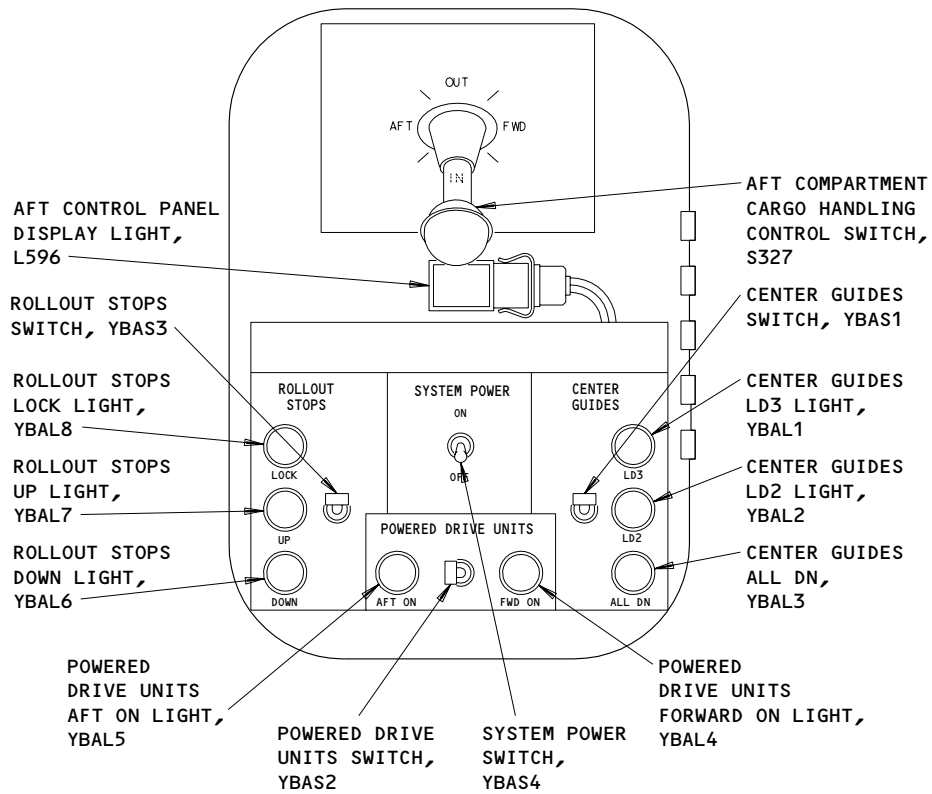 OUT
AFT
FWD
IN
AFT CONTROL PANEL
DISPLAY LIGHT,
L596
ROLLOUT STOPS
SWITCH, YBAS3
ROLLOUT STOPS
LOCK LIGHT,
YBAL8
ROLLOUT STOPS
UP LIGHT,
YBAL7
ROLLOUT STOPS
DOWN LIGHT,
YBAL6
AFT COMPARTMENT
CARGO HANDLING
CONTROL SWITCH,
S327
CENTER GUIDES
SWITCH, YBAS1
CENTER GUIDES
LD3 LIGHT,
YBAL1
CENTER GUIDES
LD2 LIGHT,
YBAL2
CENTER GUIDES
ALL DN,
YBAL3
ROLLOUT
STOPS
LOCK
UP
DOWN
SYSTEM POWER
ON
OFF
CENTER
GUIDES
LD3
LD2
ALL DN
POWERED DRIVE UNITS
AFT ON
FWD ON
POWERED
DRIVE UNITS
AFT ON LIGHT,
YBAL5
POWERED DRIVE
UNITS SWITCH,
YBAS2
SYSTEM POWER
SWITCH,
YBAS4
POWERED
DRIVE UNITS
FORWARD ON LIGHT,
YBAL4